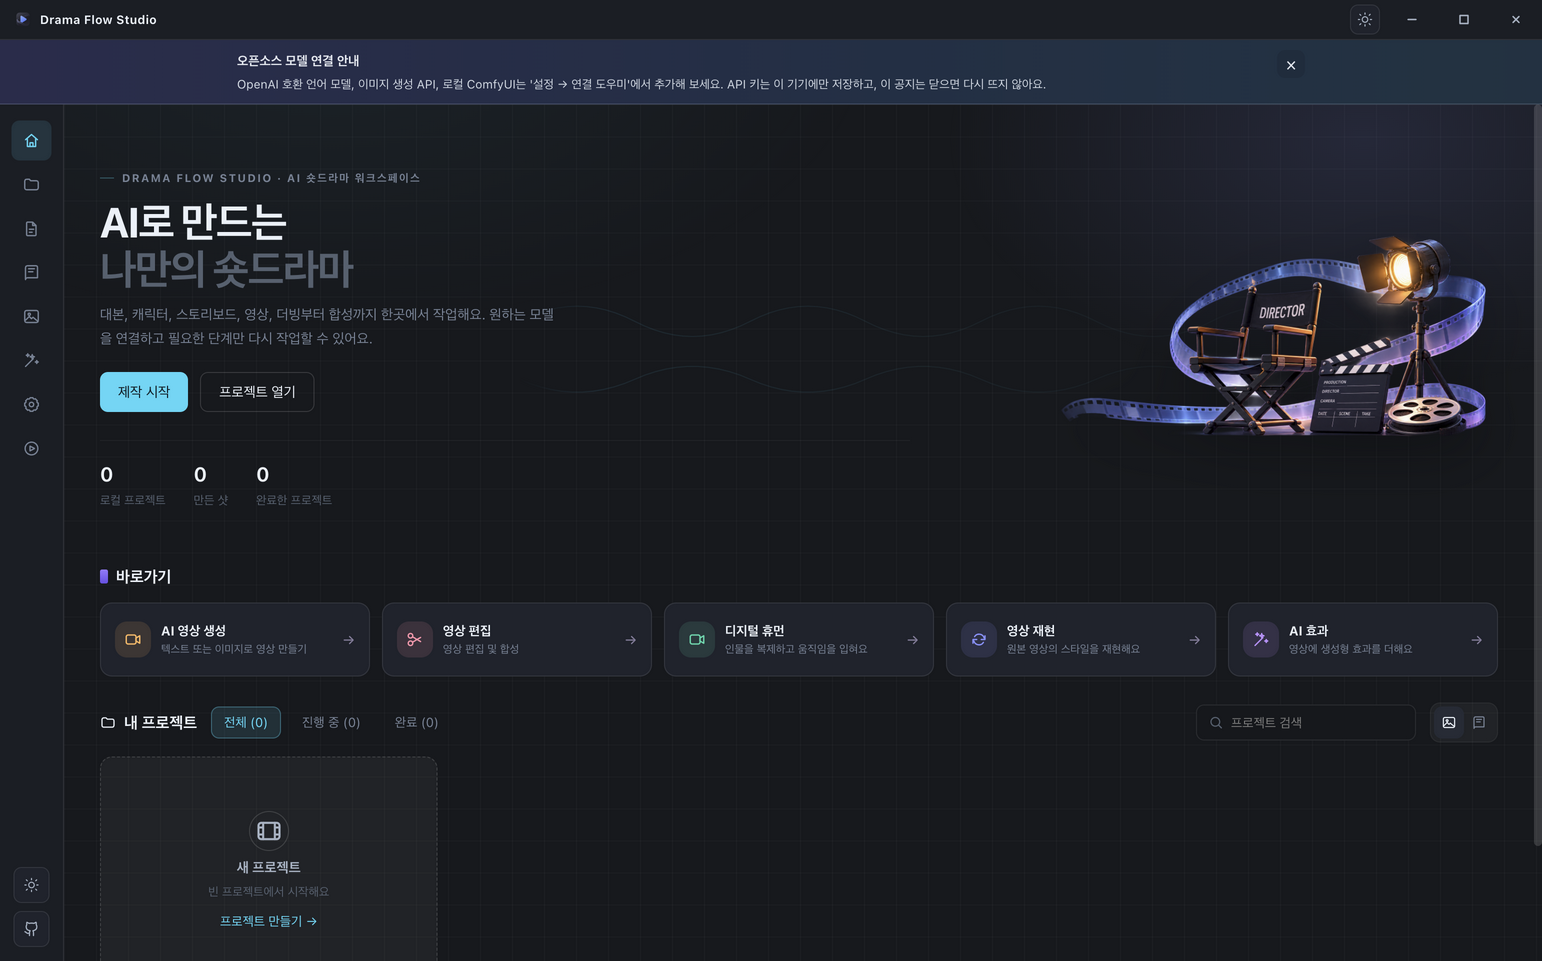 Drama Flow Studio
오픈소스 모델 연결 안내
OpenAI 호환 언어 모델, 이미지 생성 API, 로컬 ComfyUI는 '설정 → 연결 도우미'에서 추가해 보세요. API 키는 이 기기에만 저장하고, 이 공지는 닫으면 다시 뜨지 않아요.
DRAMA FLOW STUDIO · AI 숏드라마 워크스페이스
AI로 만드는
나만의 숏드라마
대본, 캐릭터, 스토리보드, 영상, 더빙부터 합성까지 한곳에서 작업해요. 원하는 모델
을 연결하고 필요한 단계만 다시 작업할 수 있어요.
제작 시작
프로젝트 열기
DIRECTOR
PRODUCTION
DIRECTOR
CAMERA
DATE SCENE TAKE
0 0 0
로컬 프로젝트 만든 샷 완료한 프로젝트
바로가기
AI 영상 생성
텍스트 또는 이미지로 영상 만들기
영상 편집
영상 편집 및 합성
디지털 휴먼
인물을 복제하고 움직임을 입혀요
영상 재현
원본 영상의 스타일을 재현해요
AI 효과
영상에 생성형 효과를 더해요
내 프로젝트 전체 (0) 진행 중 (0) 완료 (0) 프로젝트 검색
새 프로젝트
빈 프로젝트에서 시작해요
프로젝트 만들기 →